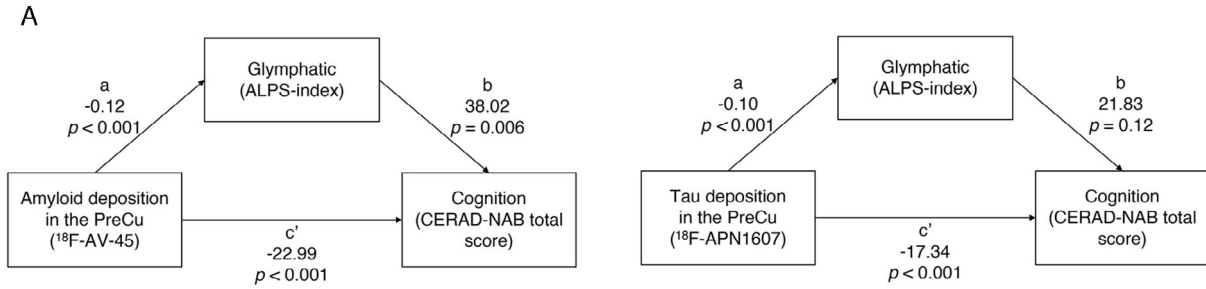 A
Glymphatic
(ALPS-index)
a
-0.12
p < 0.001
b
38.02
p = 0.006
Amyloid deposition
in the PreCu
(¹⁸F-AV-45)
Cognition
(CERAD-NAB total
score)
c'
-22.99
p < 0.001
Glymphatic
(ALPS-index)
a
-0.10
p < 0.001
b
21.83
p = 0.12
Tau deposition
in the PreCu
(¹⁸F-APN1607)
Cognition
(CERAD-NAB total
score)
c'
-17.34
p < 0.001